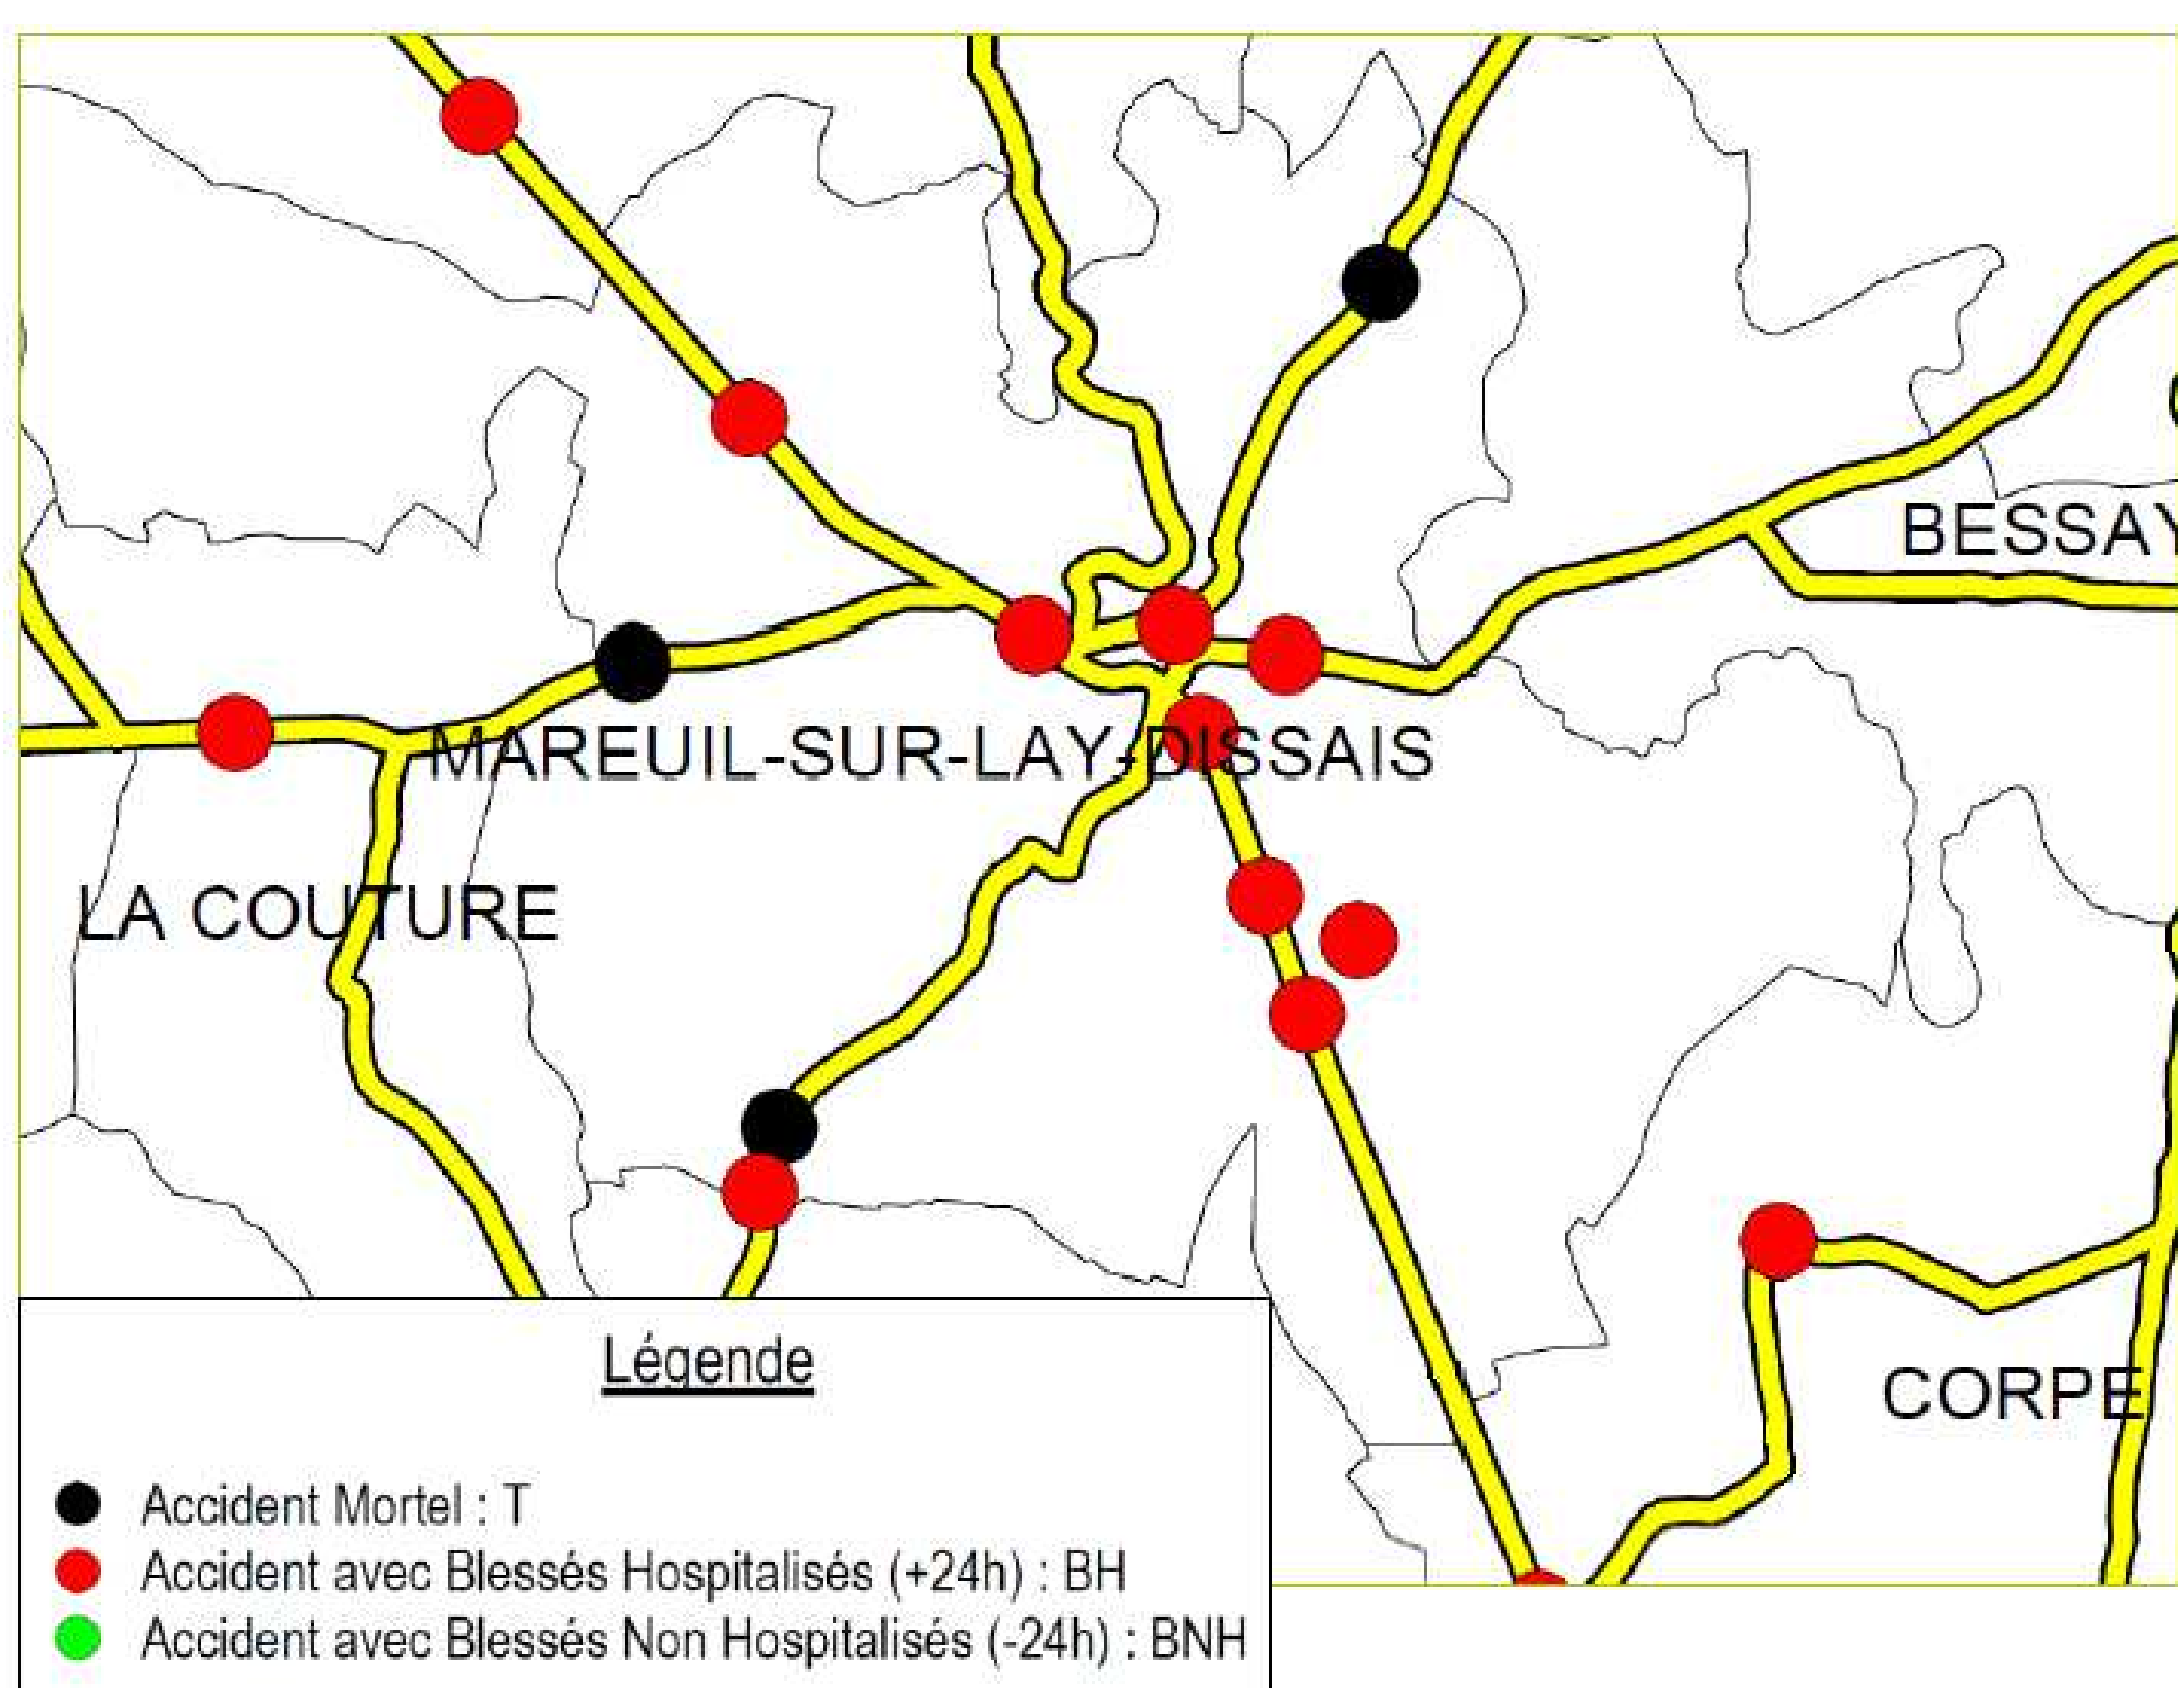 BESSAY
MAREUIL-SUR-LAY-DISSAIS
LA COUTURE
CORPE
Légende
Accident Mortel : T
Accident avec Blessés Hospitalisés (+24h) : BH
Accident avec Blessés Non Hospitalisés (-24h) : BNH